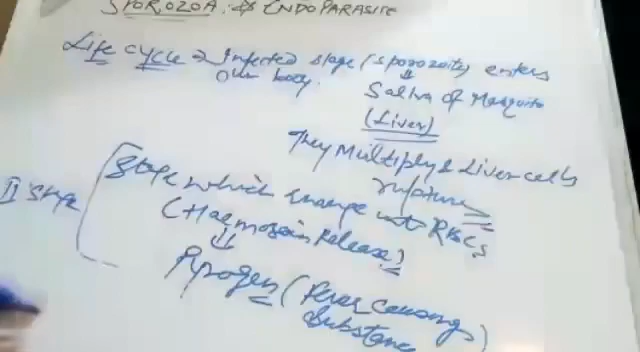 SPOROZOA: ENDOPARASITE
Life cycle Infected stage (sporozoite) enters
Our body.
Saliva of Mosquito
(Liver)
They Multiply & Liver cells
rupture
II stage
Stage which change into RBCs
(Haemozoin Release)
Pyrogen (Fever causing
Substance)